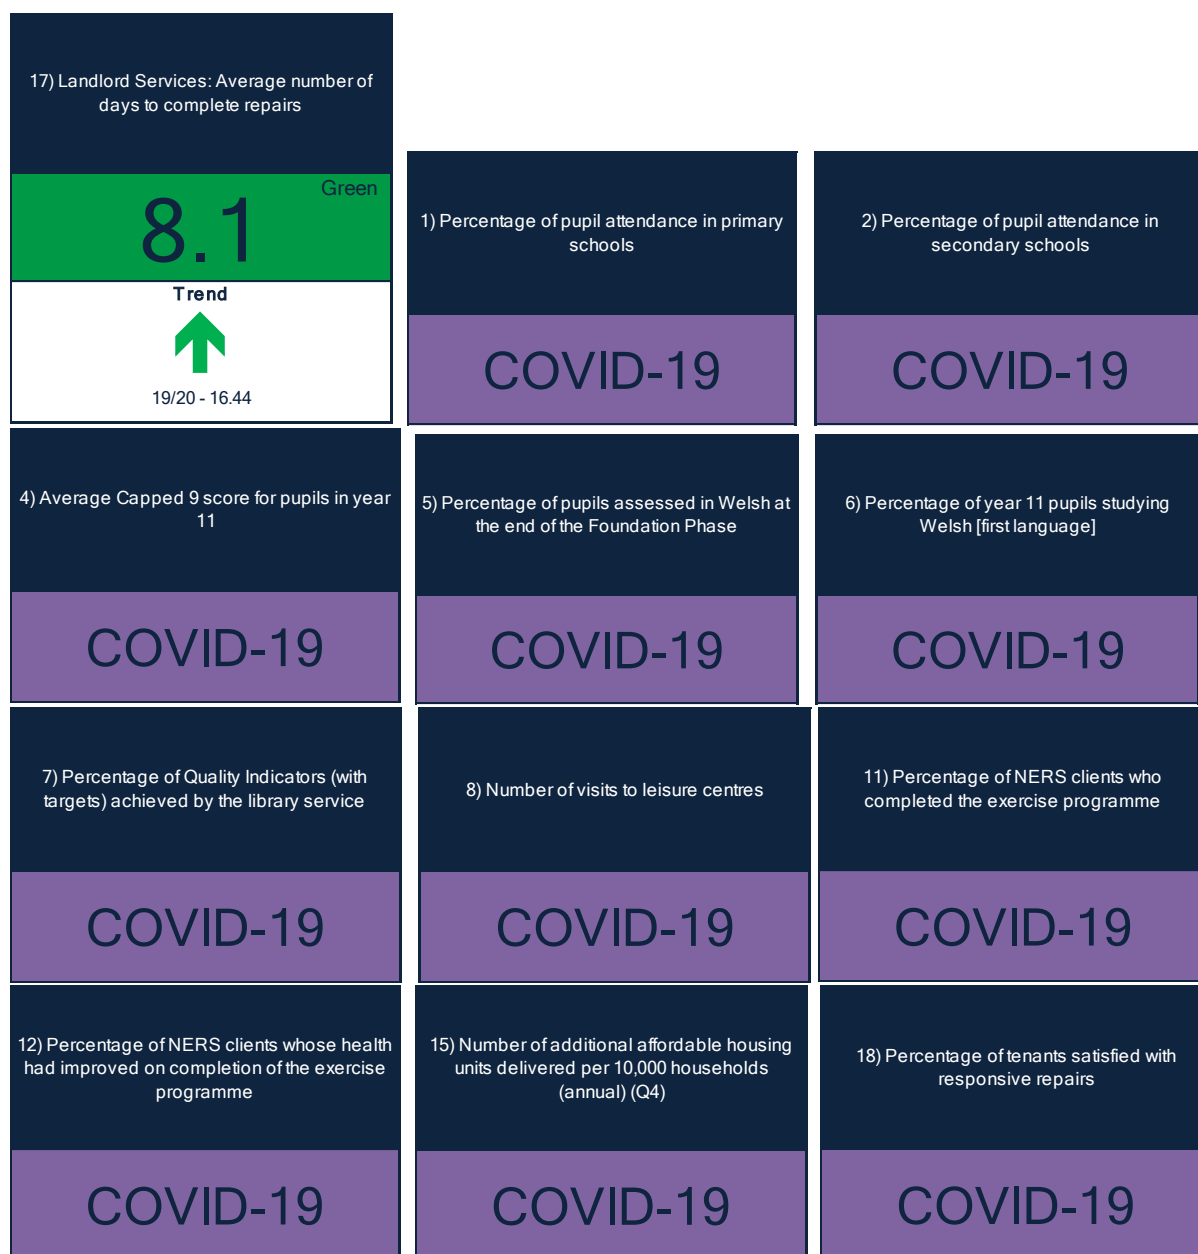 17) Landlord Services: Average number of
days to complete repairs
Green
8.1
Trend
19/20 - 16.44
1) Percentage of pupil attendance in primary
schools
COVID-19
2) Percentage of pupil attendance in
secondary schools
COVID-19
4) Average Capped 9 score for pupils in year
11
COVID-19
5) Percentage of pupils assessed in Welsh at
the end of the Foundation Phase
COVID-19
6) Percentage of year 11 pupils studying
Welsh [first language]
COVID-19
7) Percentage of Quality Indicators (with
targets) achieved by the library service
COVID-19
8) Number of visits to leisure centres
COVID-19
11) Percentage of NERS clients who
completed the exercise programme
COVID-19
12) Percentage of NERS clients whose health
had improved on completion of the exercise
programme
COVID-19
15) Number of additional affordable housing
units delivered per 10,000 households
(annual) (Q4)
COVID-19
18) Percentage of tenants satisfied with
responsive repairs
COVID-19